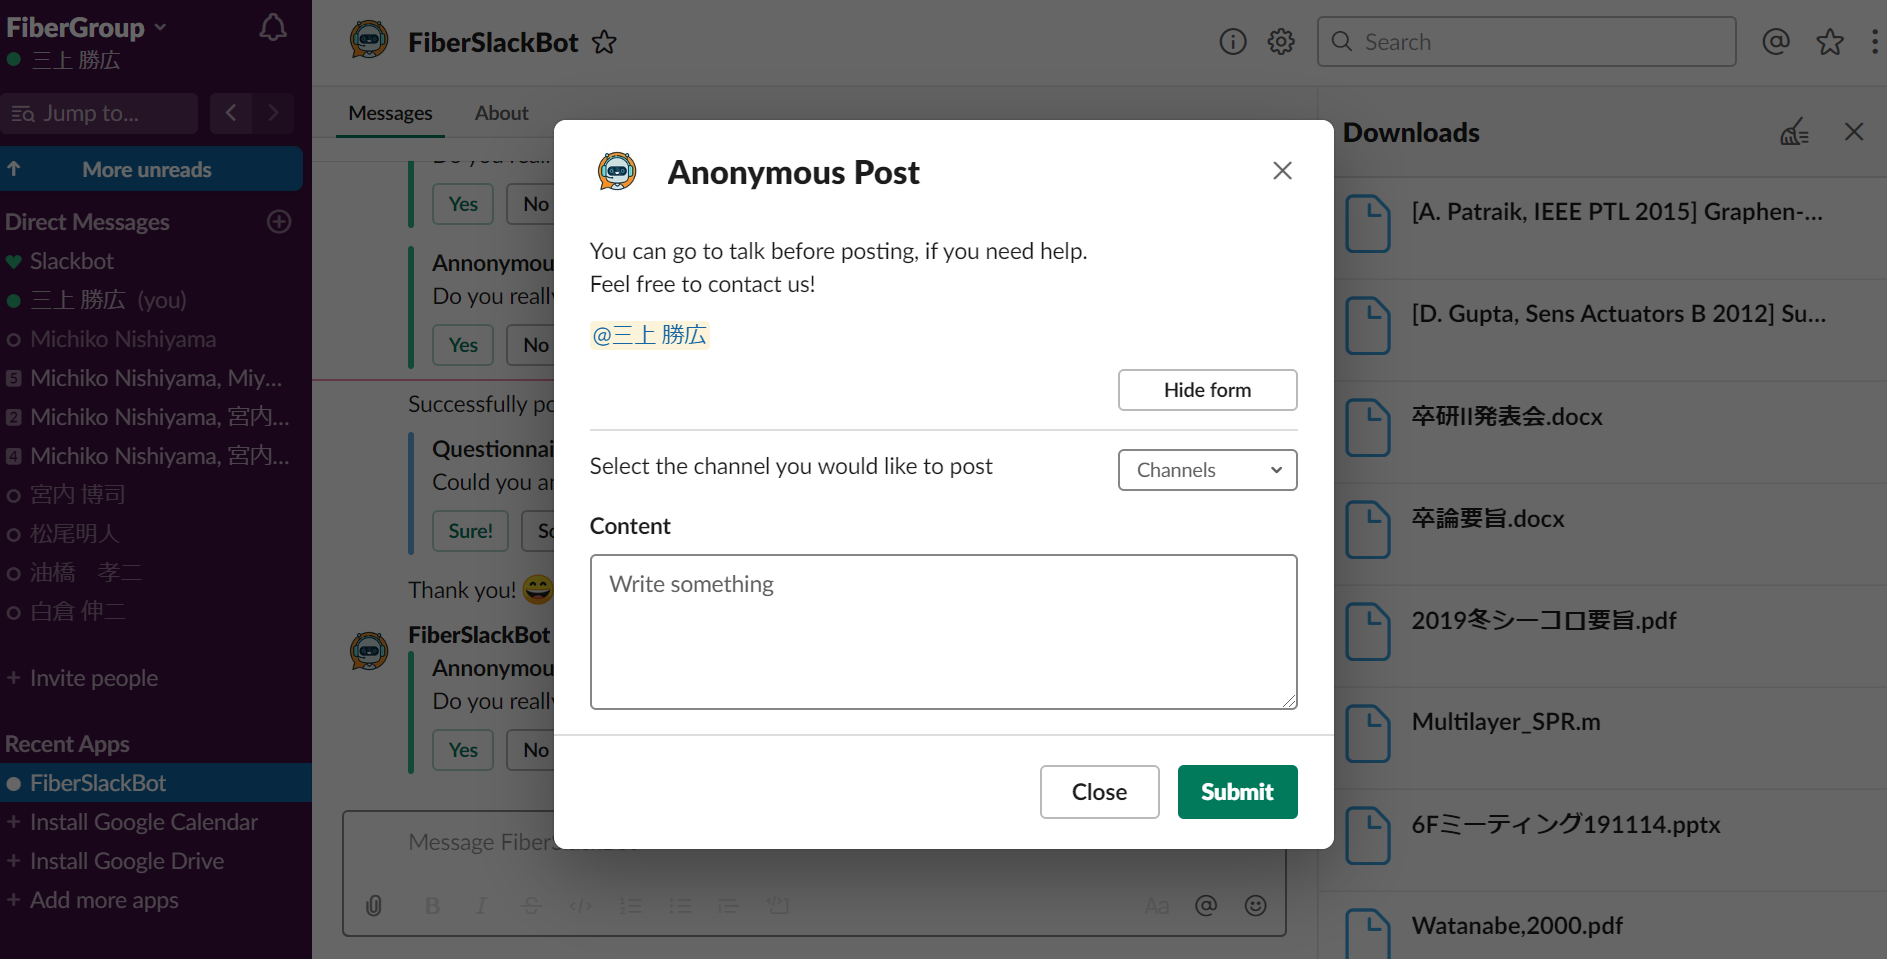 FiberGroup
三上 勝広
Jump to...
More unreads
Direct Messages
Slackbot
三上 勝広 (you)
Michiko Nishiyama
5 Michiko Nishiyama, Miy...
2 Michiko Nishiyama, 宮内...
4 Michiko Nishiyama, 宮内...
宮内 博司
松尾明人
油橋 孝二
白倉 伸二
+ Invite people
Recent Apps
FiberSlackBot
+ Install Google Calendar
+ Install Google Drive
+ Add more apps
FiberSlackBot
Search
Messages
About
Yes
No
Annonymou
Do you really
Yes
No
Successfully po
Questionnai
Could you an
Sure!
Thank you! 😄
FiberSlackBot
Annonymou
Do you really
Yes
No
Message Fiber
B I S </>
Aa @
Anonymous Post
You can go to talk before posting, if you need help.
Feel free to contact us!
@三上 勝広
Hide form
Select the channel you would like to post
Channels
Content
Write something
Close
Submit
Downloads
[A. Patraik, IEEE PTL 2015] Graphen-...
[D. Gupta, Sens Actuators B 2012] Su...
卒研II発表会.docx
卒論要旨.docx
2019冬シーコロ要旨.pdf
Multilayer_SPR.m
6Fミーティング191114.pptx
Watanabe,2000.pdf